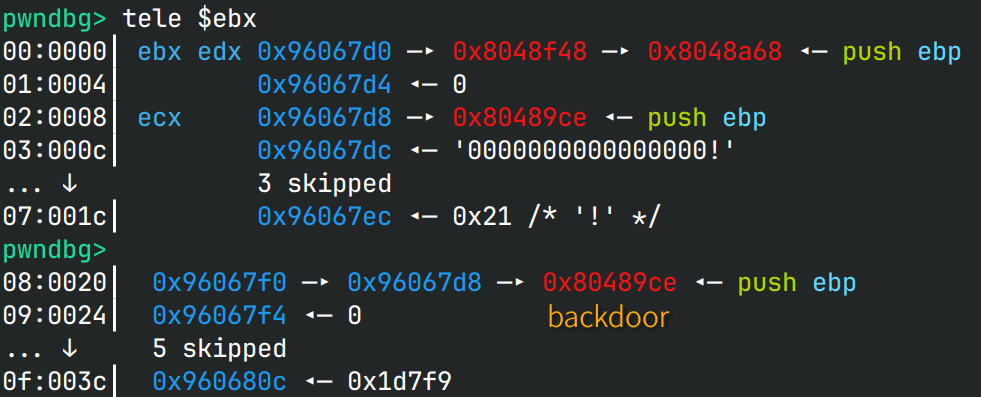 pwndbg> tele $ebx
00:0000│ ebx edx 0x96067d0 —▸ 0x8048f48 —▸ 0x8048a68 ◂— push ebp
01:0004│ 0x96067d4 ◂— 0
02:0008│ ecx 0x96067d8 —▸ 0x80489ce ◂— push ebp
03:000c│ 0x96067dc ◂— '0000000000000000!'
... ↓ 3 skipped
07:001c│ 0x96067ec ◂— 0x21 /* '!' */
pwndbg>
08:0020│ 0x96067f0 —▸ 0x96067d8 —▸ 0x80489ce ◂— push ebp
09:0024│ 0x96067f4 ◂— 0 backdoor
... ↓ 5 skipped
0f:003c│ 0x960680c ◂— 0x1d7f9